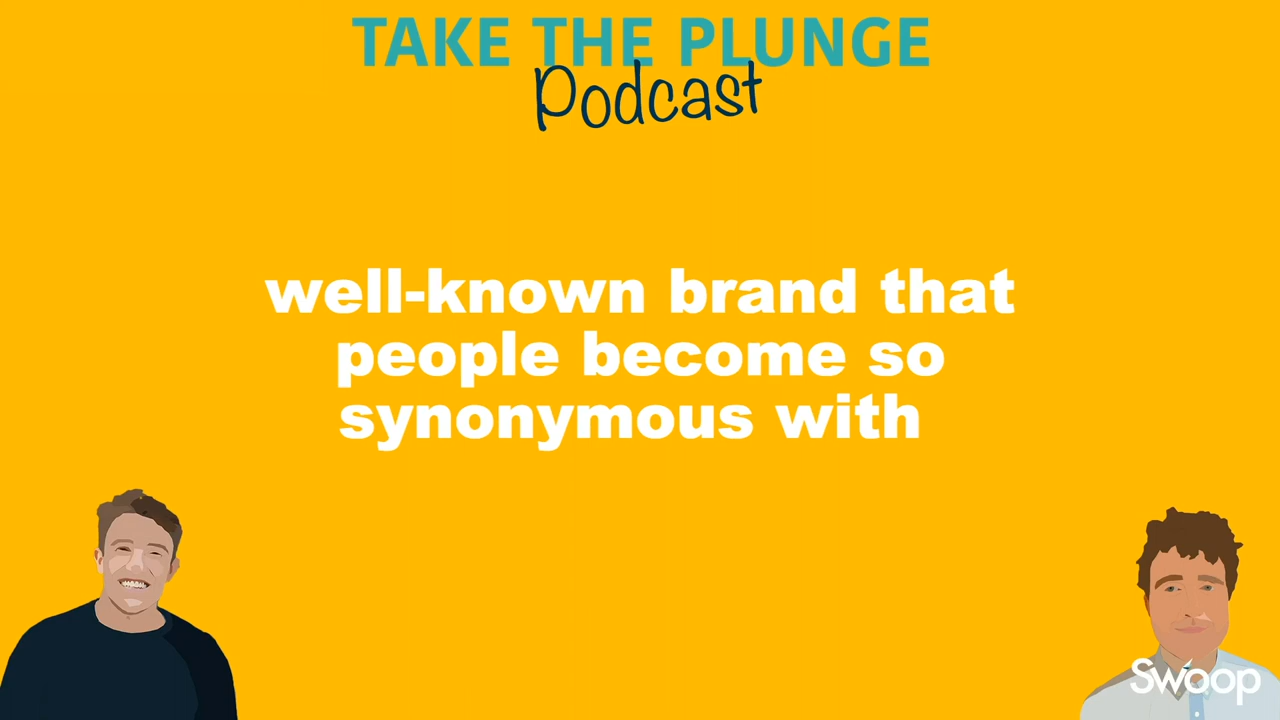 TAKE THE PLUNGE
Podcast
well-known brand that
people become so
synonymous with
Swoop